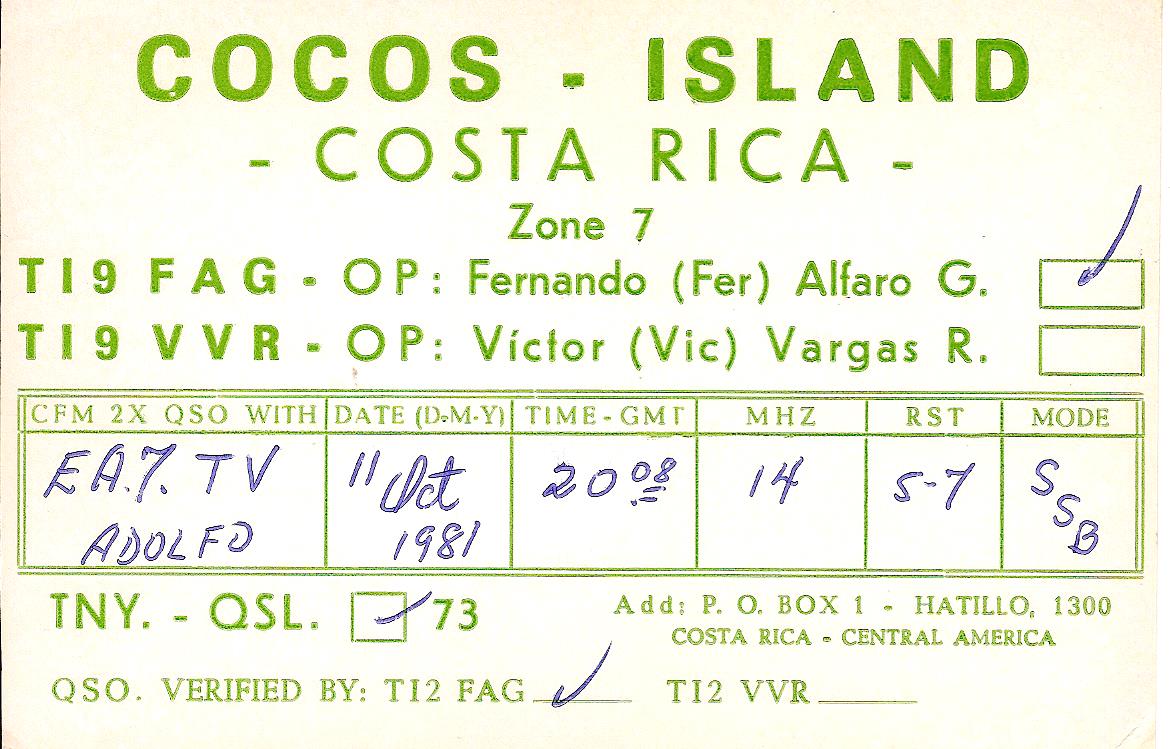 COCOS - ISLAND
- COSTA RICA -
Zone 7
TI9 FAG - OP: Fernando (Fer) Alfaro G.
TI9 VVR - OP: Víctor (Vic) Vargas R.
CFM 2X QSO WITH DATE (D-M-Y) TIME-GMT MHZ RST MODE
EA.7. TV 11 Oct 20 08 14 5-7 SSB
ADOLFO 1981
TNY. - QSL. 73 Add: P. O. BOX 1 - HATILLO, 1300
COSTA RICA - CENTRAL AMERICA
QSO. VERIFIED BY: TI2 FAG TI2 VVR